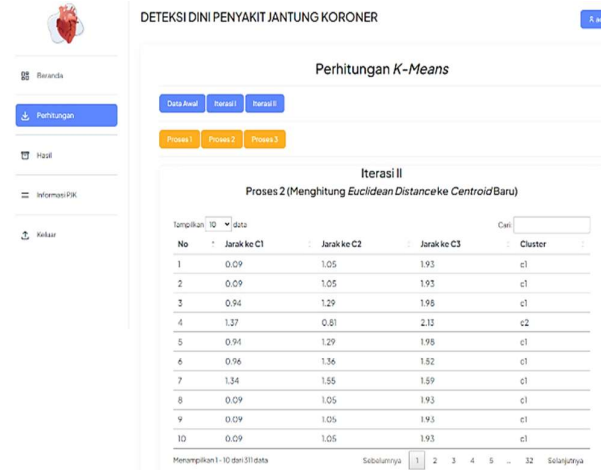 DETEKSI DINI PENYAKIT JANTUNG KORONER
Beranda
Perhitungan
Hasil
Informasi PJK
Keluar
Perhitungan K-Means
Data Awal Iterasi I Iterasi II
Proses 1 Proses 2 Proses 3
Iterasi II
Proses 2 (Menghitung Euclidean Distance ke Centroid Baru)
Tampilkan 10 data Cari:
No Jarak ke C1 Jarak ke C2 Jarak ke C3 Cluster
1 0.09 1.05 1.93 c1
2 0.09 1.05 1.93 c1
3 0.94 1.29 1.98 c1
4 1.37 0.81 2.13 c2
5 0.94 1.29 1.98 c1
6 0.96 1.36 1.52 c1
7 1.34 1.55 1.59 c1
8 0.09 1.05 1.93 c1
9 0.09 1.05 1.93 c1
10 0.09 1.05 1.93 c1
Menampilkan 1 - 10 dari 311 data
Sebelumnya 1 2 3 4 5 ... 32 Selanjutnya